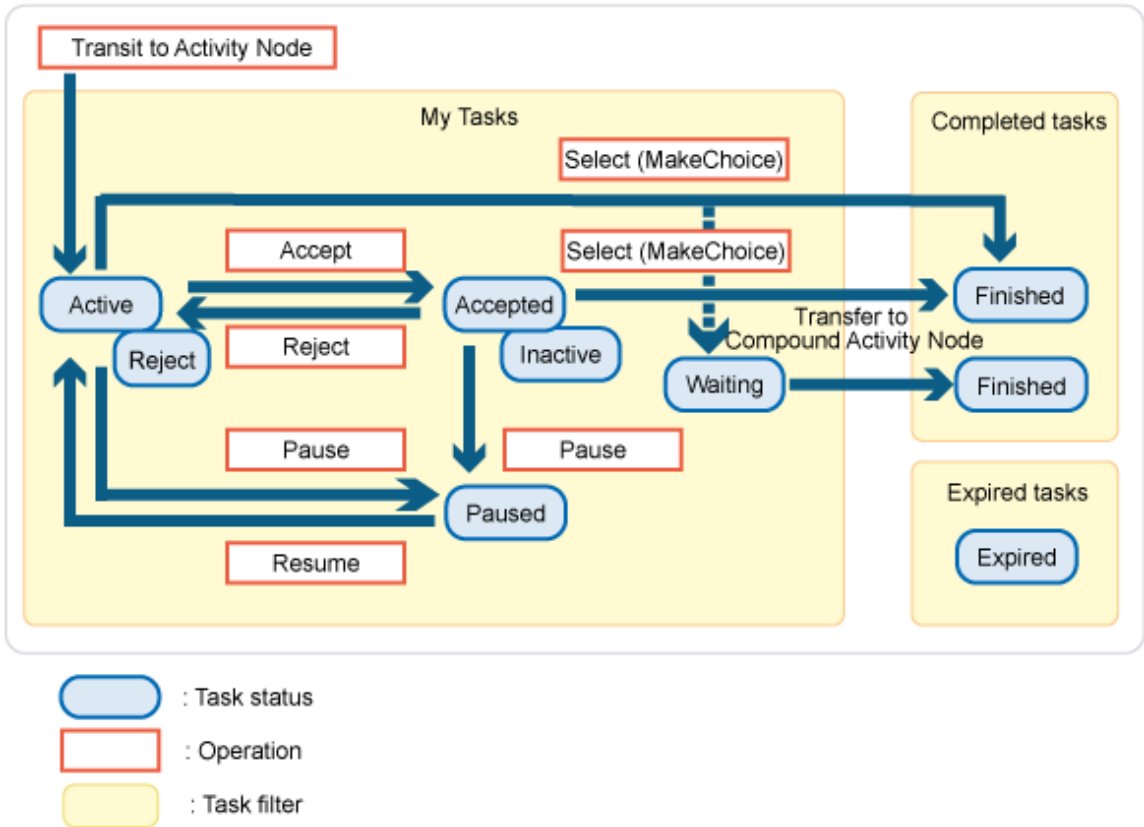 Transit to Activity Node
My Tasks
Completed tasks
Select (MakeChoice)
Accept
Select (MakeChoice)
Active
Accepted
Finished
Transfer to
Compound Activity Node
Reject
Reject
Inactive
Waiting
Finished
Pause
Pause
Expired tasks
Paused
Expired
Resume
: Task status
: Operation
: Task filter